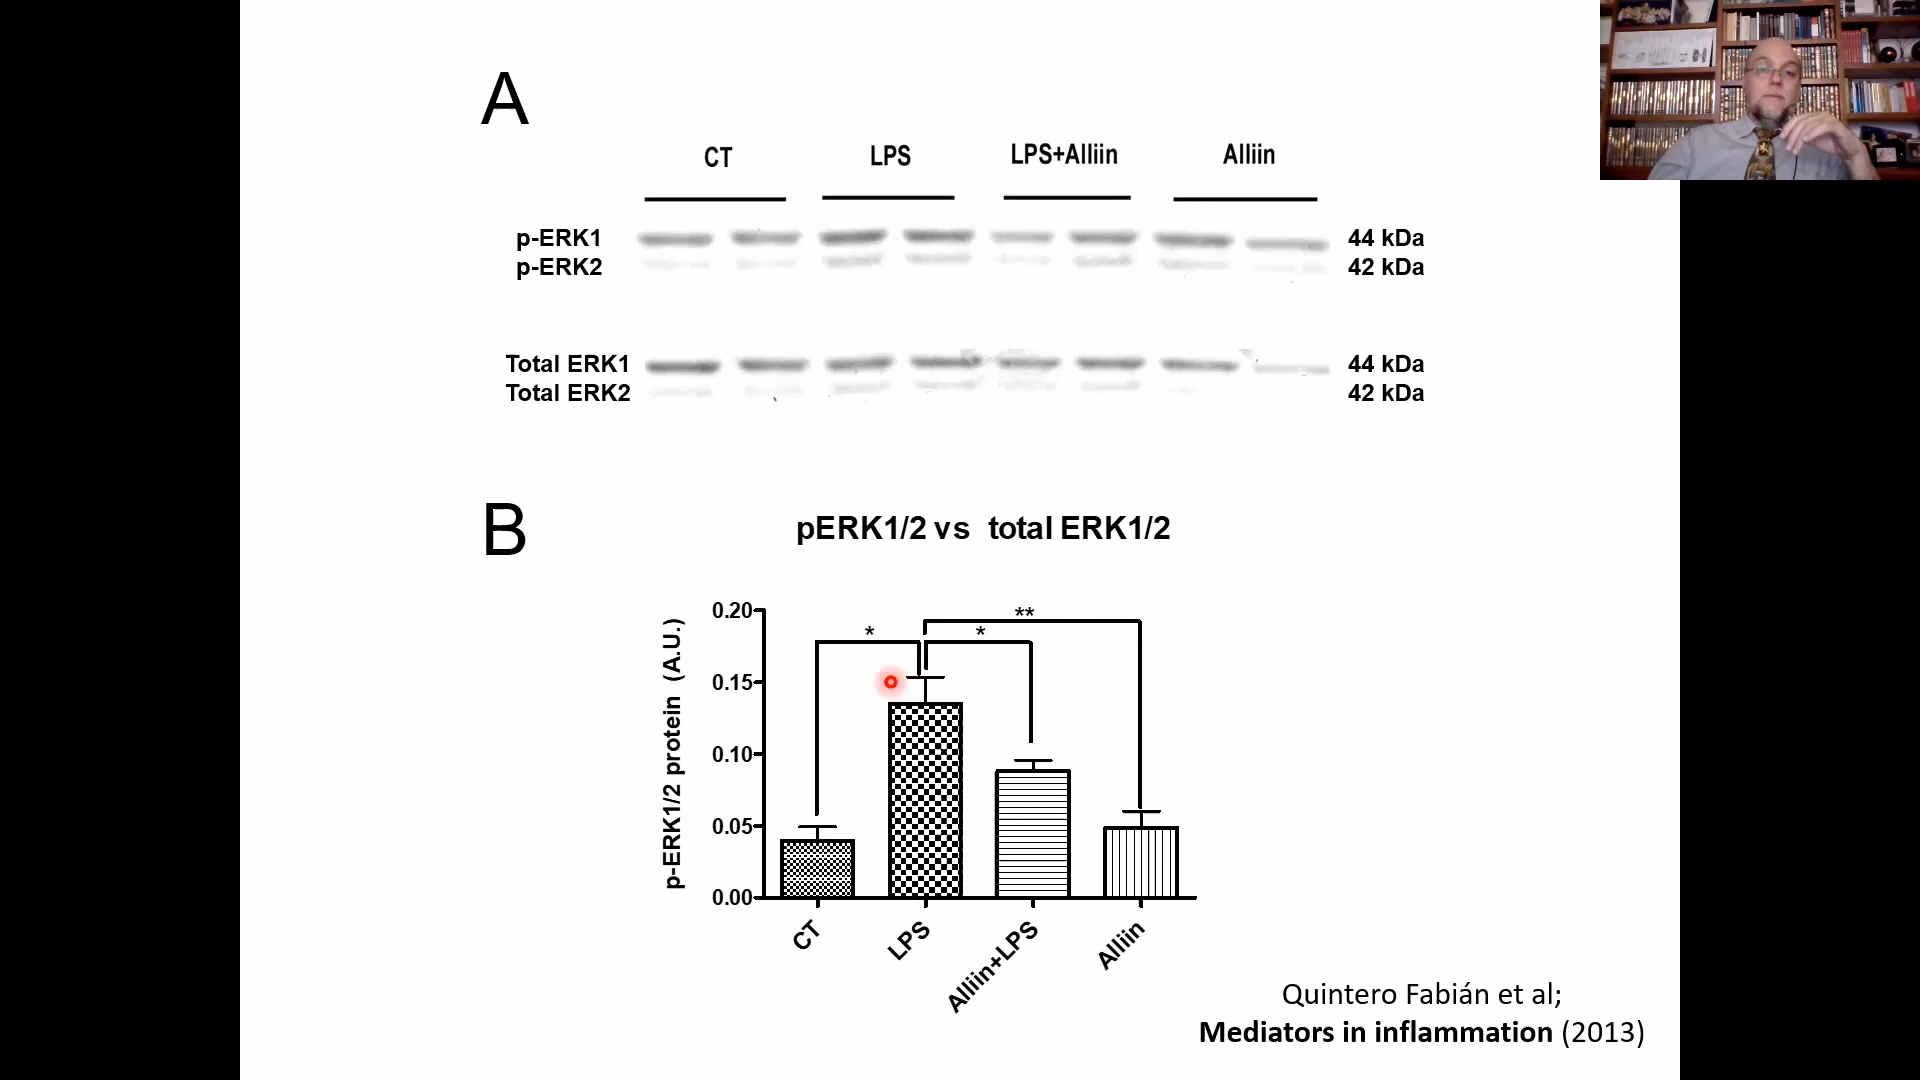 A
CT LPS LPS+Alliin Alliin
p-ERK1 44 kDa
p-ERK2 42 kDa
Total ERK1 44 kDa
Total ERK2 42 kDa
B
pERK1/2 vs total ERK1/2
p-ERK1/2 protein (A.U.)
0.20
0.15
0.10
0.05
0.00
* * **
CT LPS Alliin+LPS Alliin
Quintero Fabián et al;
Mediators in inflammation (2013)